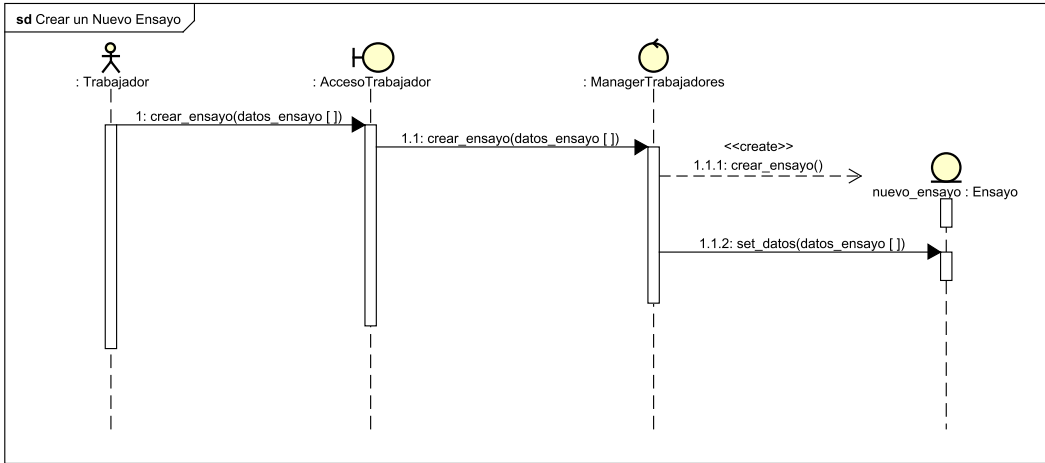 sd Crear un Nuevo Ensayo
: Trabajador
: AccesoTrabajador
: ManagerTrabajadores
1: crear_ensayo(datos_ensayo [ ])
1.1: crear_ensayo(datos_ensayo [ ])
<<create>>
1.1.1: crear_ensayo()
nuevo_ensayo : Ensayo
1.1.2: set_datos(datos_ensayo [ ])